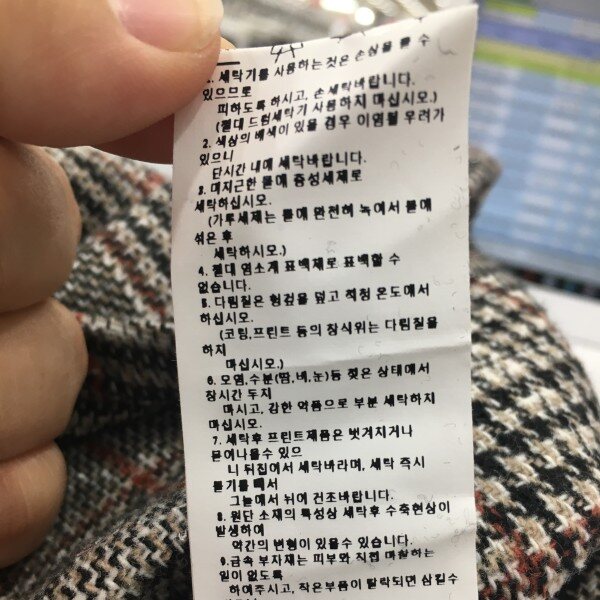 1. 세탁기를 사용하는것은 손상을 줄 수
있으므로
피하도록 하시고, 손세탁바랍니다.
(절대 드럼세탁기 사용하지 마십시오.)
2. 색상의 배색이 있을 경우 이염될 우려가
있으니
단시간 내에 세탁바랍니다.
3. 미지근한 물에 중성세제로
세탁하십시오.
(가루세제는 물에 완전히 녹여서 물에
섞은 후
세탁하시오.)
4. 절대 염소계 표백제로 표백할 수
없습니다.
5. 다림질은 헝겊을 덮고 적정 온도에서
하십시오.
(코팅,프린트 등의 장식위는 다림질을
하지
마십시오.)
6. 오염,수분(땀,비,눈)등 젖은 상태에서
장시간 두지
마시고, 강한 약품으로 부분 세탁하지
마십시오.
7. 세탁후 프린트제품은 벗겨지거나
묻어나올수 있으
니 뒤집어서 세탁바라며, 세탁 즉시
물기를 빼서
그늘에서 뉘어 건조바랍니다.
8. 원단 소재의 특성상 세탁후 수축현상이
발생하여
약간의 변형이 있을수 있습니다.
9.금속 부자재는 피부와 직접 마찰하는
일이 없도록
하여주시고, 작은부품이 탈락되면 삼킬수